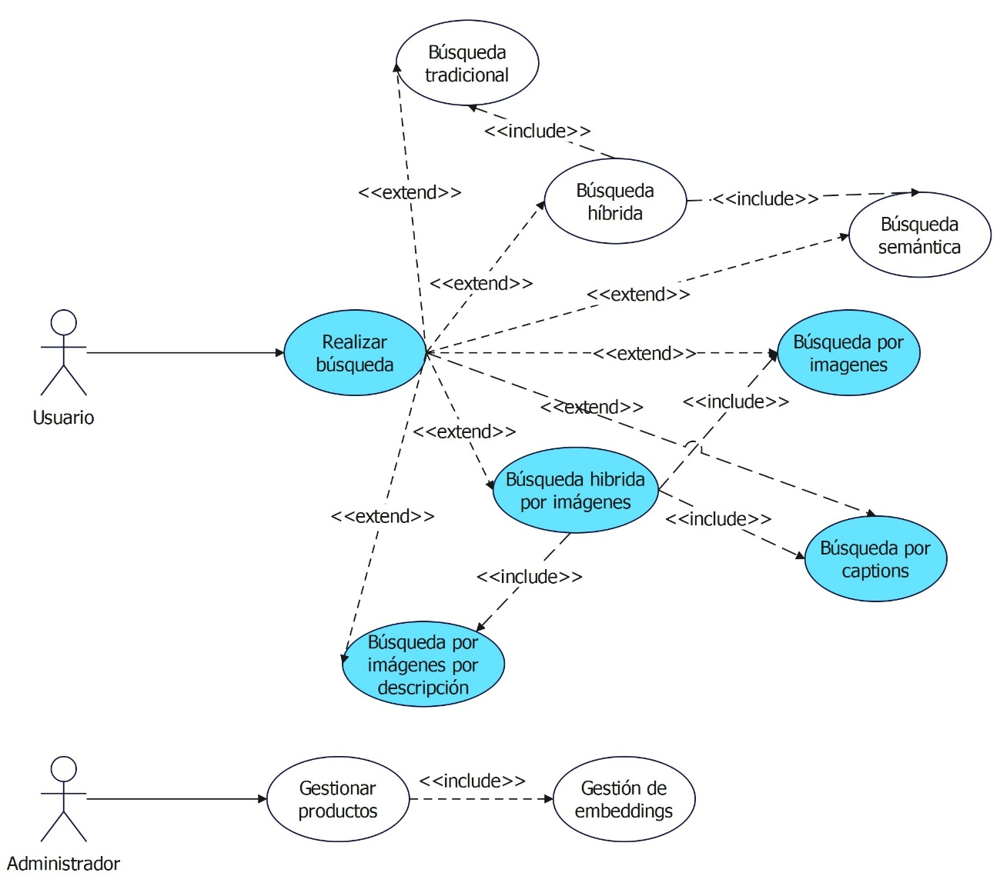 Búsqueda
tradicional
<<include>>
<<extend>>
Búsqueda
híbrida
<<include>>
Búsqueda
semántica
<<extend>>
<<extend>>
Realizar
búsqueda
<<extend>>
Búsqueda por
imagenes
Usuario
<<extend>>
<<include>>
<<extend>>
Búsqueda hibrida
por imágenes
<<extend>>
<<include>>
Búsqueda por
captions
<<include>>
Búsqueda por
imágenes por
descripción
Gestionar
productos
<<include>>
Gestión de
embeddings
Administrador